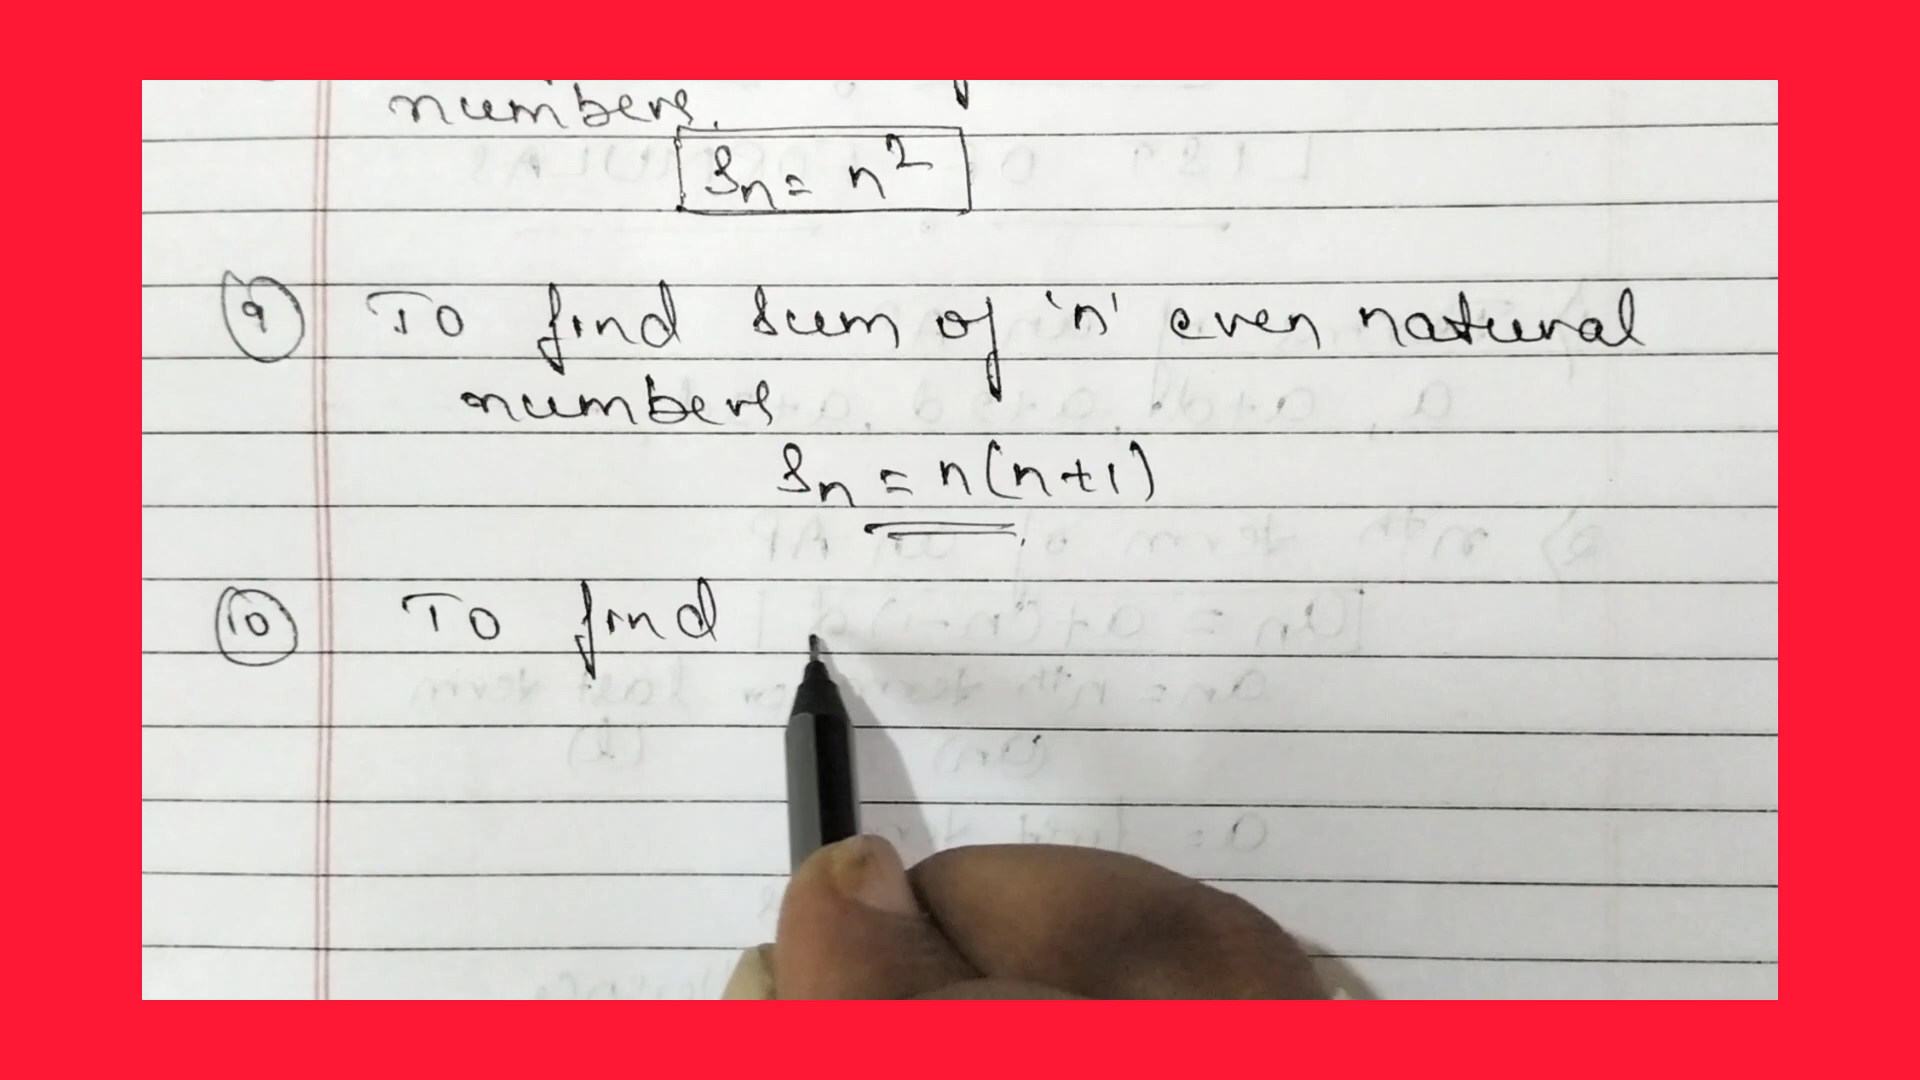 numbers.
Sn = n²
9 To find sum of 'n' even natural
numbers
Sn = n(n+1)
10 To find